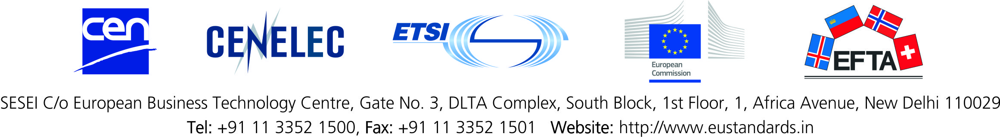 cen
CENELEC
ETSI
European
Commission
EFTA
SESEI C/o European Business Technology Centre, Gate No. 3, DLTA Complex, South Block, 1st Floor, 1, Africa Avenue, New Delhi 110029
Tel: +91 11 3352 1500, Fax: +91 11 3352 1501 Website: http://www.eustandards.in